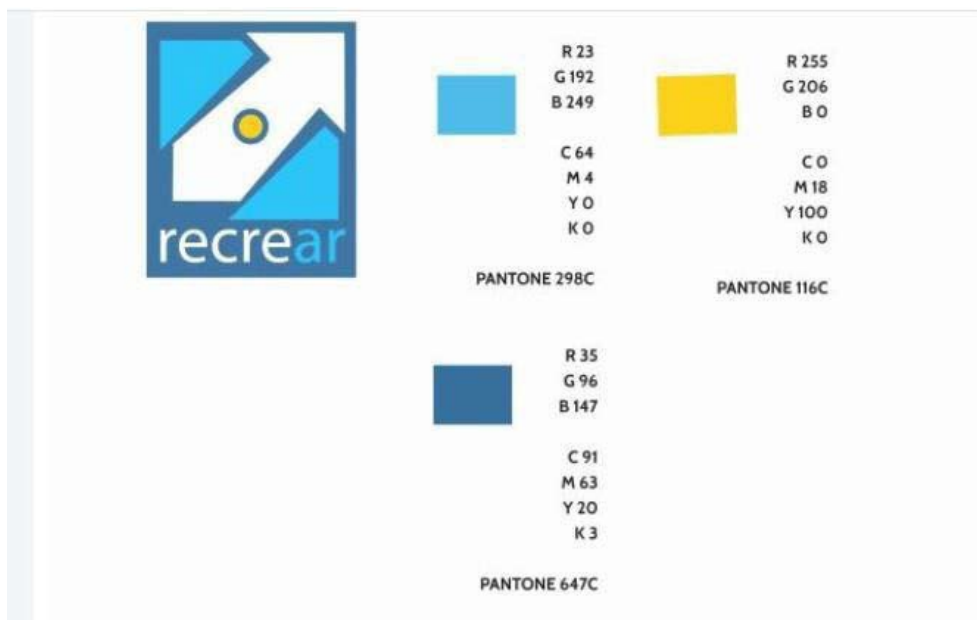 recrear
R 23
G 192
B 249
C 64
M 4
Y 0
K 0
PANTONE 298C
R 255
G 206
B 0
C 0
M 18
Y 100
K 0
PANTONE 116C
R 35
G 96
B 147
C 91
M 63
Y 20
K 3
PANTONE 647C